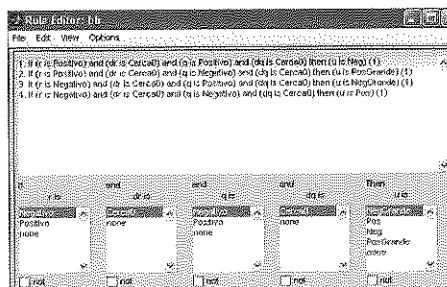 Rule Editor: bb
File Edit View Options
1. If (r is Positivo) and (dr is Cerca0) and (q is Positivo) and (dq is Cerca0) then (u is Neg) (1)
2. If (r is Positivo) and (dr is Cerca0) and (q is Negativo) and (dq is Cerca0) then (u is PosGrande) (1)
3. If (r is Negativo) and (dr is Cerca0) and (q is Positivo) and (dq is Cerca0) then (u is NegGrande) (1)
4. If (r is Negativo) and (dr is Cerca0) and (q is Negativo) and (dq is Cerca0) then (u is Pos) (1)
If and and and Then
r is dr is q is dq is u is
Negativo Cerca0 Negativo Cerca0 NegGrande
Positivo none Positivo none Pos
none none Neg
PosGrande
none
not not not not not